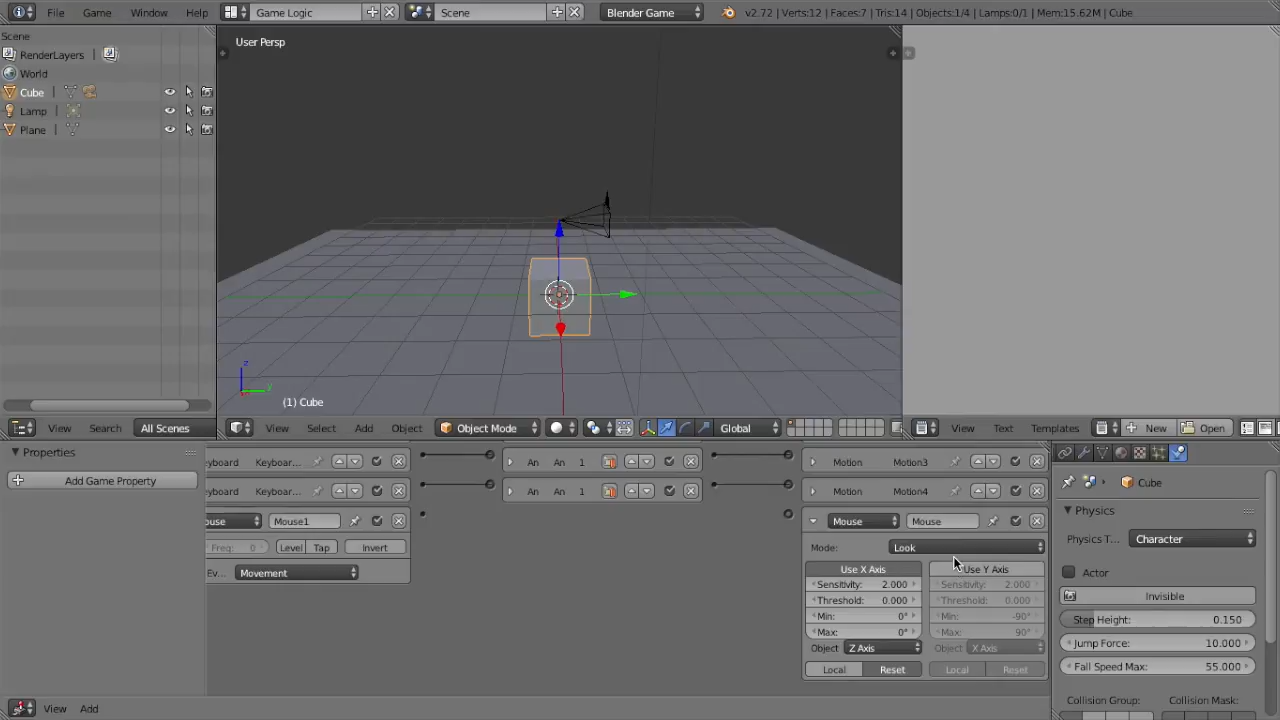 File Game Window Help Game Logic Scene Blender Game v2.72 | Verts:12 | Faces:7 | Tris:14 | Objects:1/4 | Lamps:0/1 | Mem:15.62M | Cube
Scene
RenderLayers
World
Cube
Lamp
Plane
User Persp
z
y
(1) Cube
View Search All Scenes
View Select Add Object Object Mode Global
View Text Templates New Open
Properties
Add Game Property
eyboard Keyboar... An An 1 Motion Motion3
eyboard Keyboar... An An 1 Motion Motion4
ouse Mouse1
Freq: 0 Level Tap Invert
Ev... Movement
Mouse Mouse
Mode: Look
Use X Axis Use Y Axis
Sensitivity: 2.000 Sensitivity: 2.000
Threshold: 0.000 Threshold: 0.000
Min: 0° Min: -90°
Max: 0° Max: 90°
Object Z Axis Object X Axis
Local Reset Local Reset
Cube
Physics
Physics T... Character
Actor
Invisible
Step Height: 0.150
Jump Force: 10.000
Fall Speed Max: 55.000
Collision Group: Collision Mask:
View Add